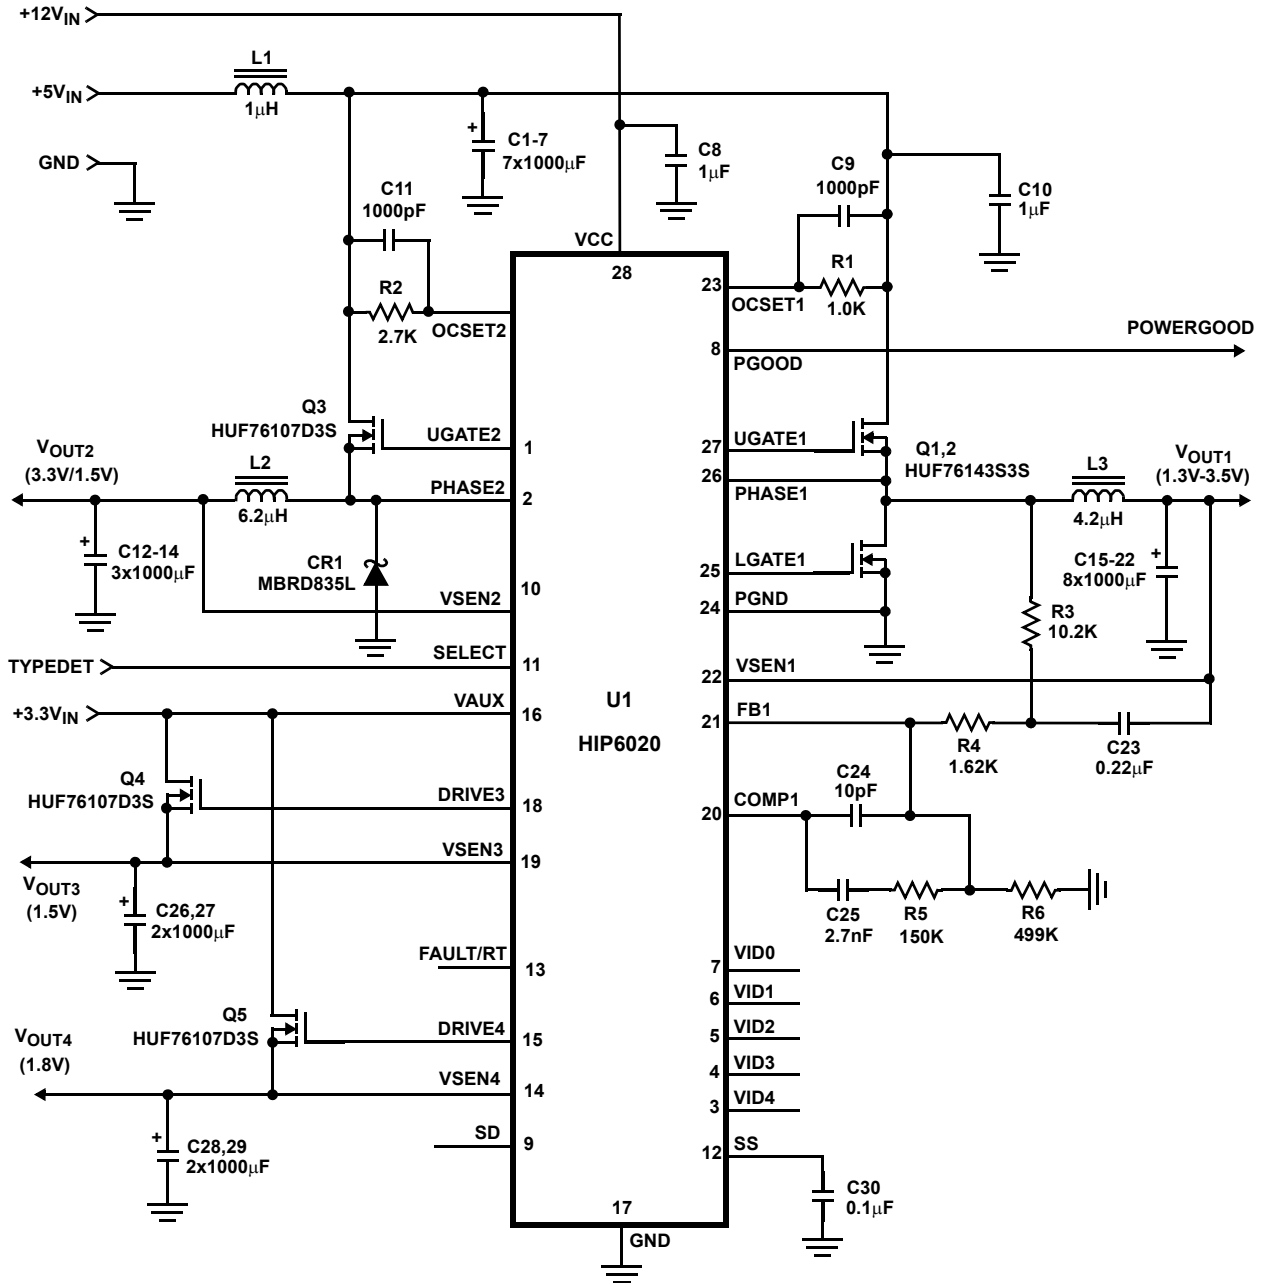 +12VIN
+5VIN
L1
1μH
GND
C1-7
7x1000μF
C8
1μF
C9
1000pF
C10
1μF
C11
1000pF
VCC
28
R2
2.7K
OCSET2
23
OCSET1
R1
1.0K
8
PGOOD
POWERGOOD
Q3
HUF76107D3S
UGATE2
1
27
UGATE1
Q1,2
HUF76143S3S
VOUT2
(3.3V/1.5V)
L2
6.2μH
PHASE2
2
26
PHASE1
L3
4.2μH
VOUT1
(1.3V-3.5V)
C12-14
3x1000μF
CR1
MBRD835L
10
VSEN2
25
LGATE1
24
PGND
C15-22
8x1000μF
R3
10.2K
TYPEDET
SELECT
11
22
VSEN1
+3.3VIN
VAUX
16
U1
HIP6020
21
FB1
R4
1.62K
C23
0.22μF
Q4
HUF76107D3S
DRIVE3
18
20
COMP1
C24
10pF
VSEN3
19
VOUT3
(1.5V)
C26,27
2x1000μF
C25
2.7nF
R5
150K
R6
499K
FAULT/RT
13
7
VID0
6
VID1
5
VID2
4
VID3
3
VID4
Q5
HUF76107D3S
DRIVE4
15
VOUT4
(1.8V)
VSEN4
14
SD
9
12
SS
C28,29
2x1000μF
C30
0.1μF
17
GND